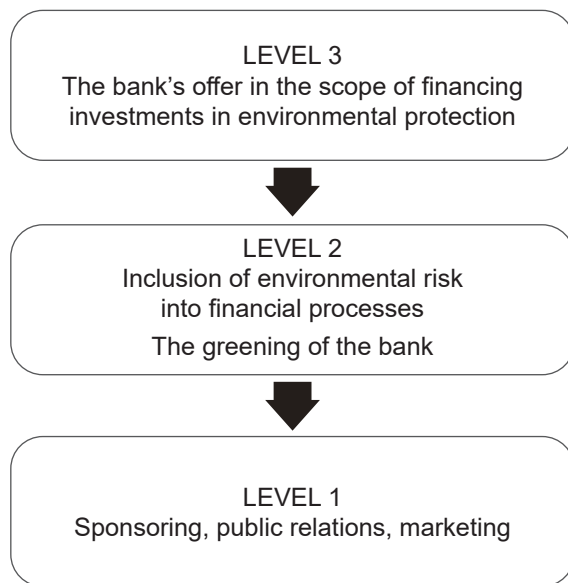 LEVEL 3
The bank’s offer in the scope of financing
investments in environmental protection
LEVEL 2
Inclusion of environmental risk
into financial processes
The greening of the bank
LEVEL 1
Sponsoring, public relations, marketing